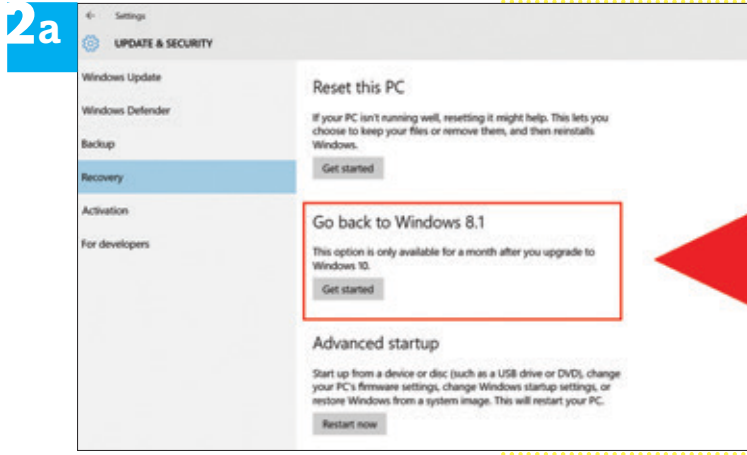 2a
← Settings
UPDATE & SECURITY
Windows Update
Windows Defender
Backup
Recovery
Activation
For developers
Reset this PC
If your PC isn't running well, resetting it might help. This lets you
choose to keep your files or remove them, and then reinstalls
Windows.
Get started
Go back to Windows 8.1
This option is only available for a month after you upgrade to
Windows 10.
Get started
Advanced startup
Start up from a device or disc (such as a USB drive or DVD), change
your PC's firmware settings, change Windows startup settings, or
restore Windows from a system image. This will restart your PC.
Restart now